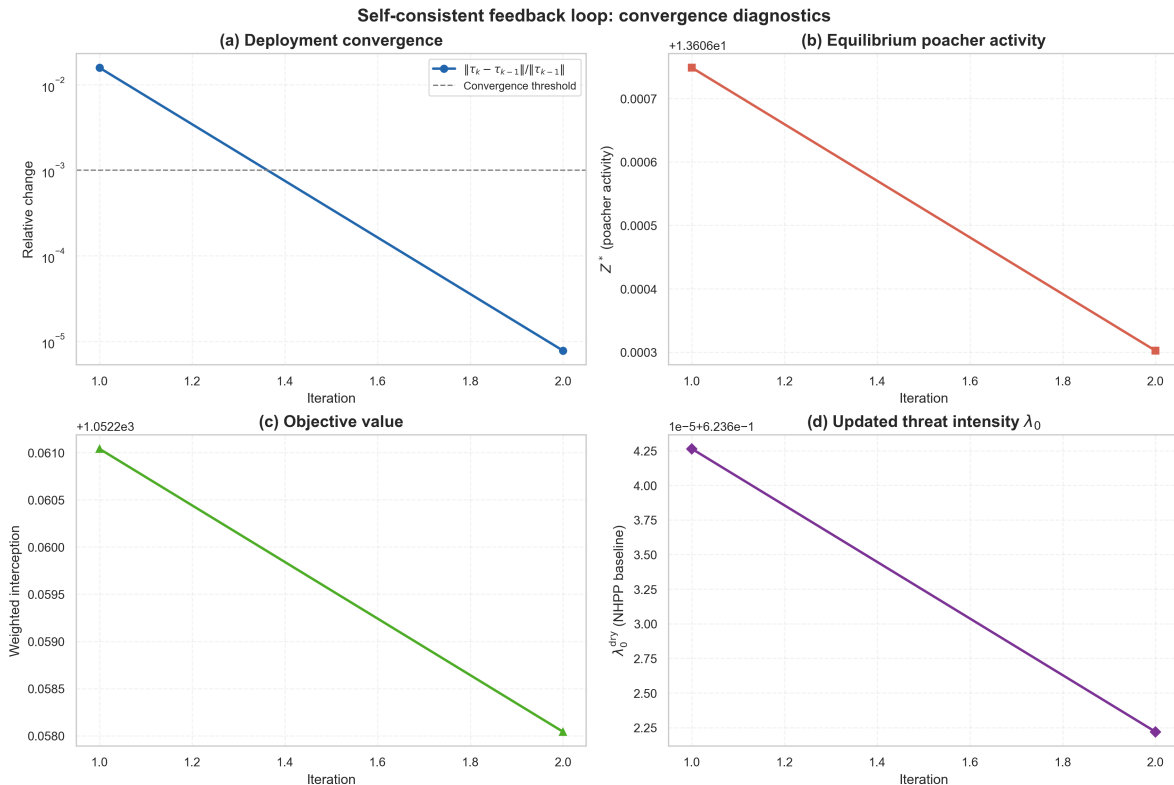 Self-consistent feedback loop: convergence diagnostics
(a) Deployment convergence
‖τₖ − τₖ₋₁‖/‖τₖ₋₁‖
Convergence threshold
Relative change
10⁻²
10⁻³
10⁻⁴
10⁻⁵
1.0 1.2 1.4 1.6 1.8 2.0
Iteration
(b) Equilibrium poacher activity
+1.3606e1
Z* (poacher activity)
0.0007
0.0006
0.0005
0.0004
0.0003
1.0 1.2 1.4 1.6 1.8 2.0
Iteration
(c) Objective value
+1.0522e3
Weighted interception
0.0610
0.0605
0.0600
0.0595
0.0590
0.0585
0.0580
1.0 1.2 1.4 1.6 1.8 2.0
Iteration
(d) Updated threat intensity λ₀
1e−5+6.236e−1
λ₀ᵈʳʸ (NHPP baseline)
4.25
4.00
3.75
3.50
3.25
3.00
2.75
2.50
2.25
1.0 1.2 1.4 1.6 1.8 2.0
Iteration